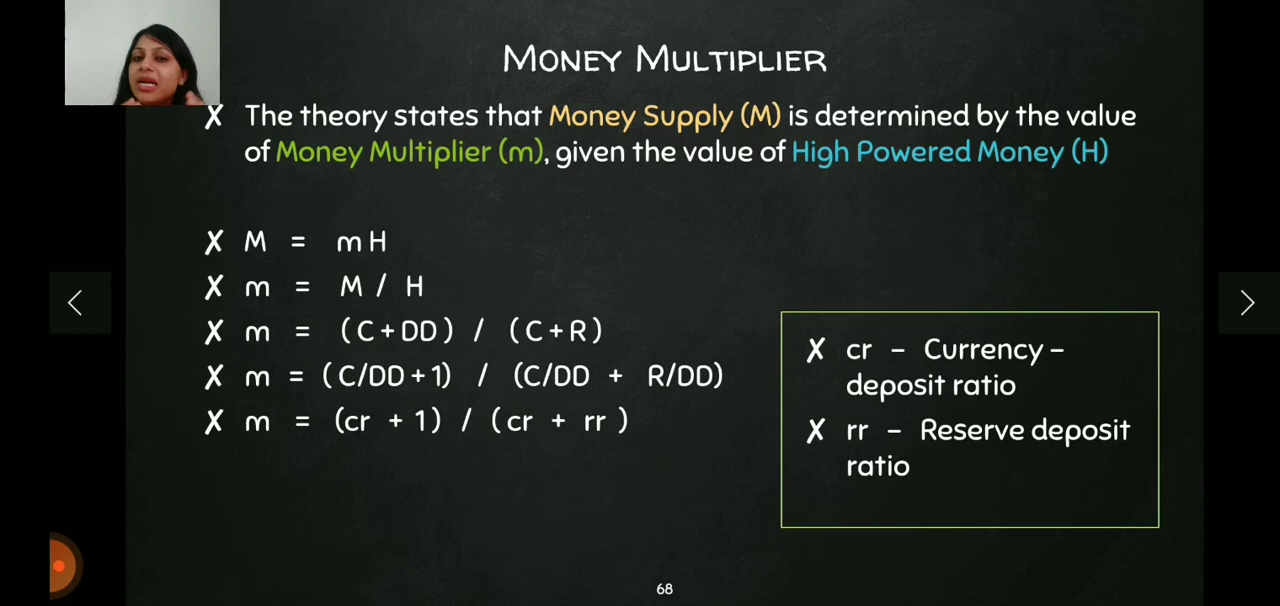 MONEY MULTIPLIER
✗ The theory states that Money Supply (M) is determined by the value
of Money Multiplier (m), given the value of High Powered Money (H)
✗ M = mH
✗ m = M / H
✗ m = (C+DD) / (C+R)
✗ m = (C/DD+1) / (C/DD + R/DD)
✗ m = (cr + 1) / (cr + rr )
✗ cr – Currency –
deposit ratio
✗ rr – Reserve deposit
ratio
68